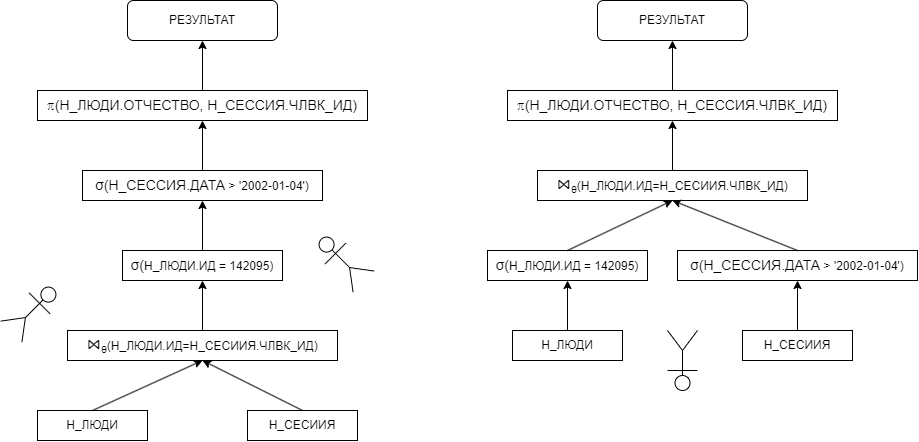 РЕЗУЛЬТАТ
π(Н_ЛЮДИ.ОТЧЕСТВО, Н_СЕССИЯ.ЧЛВК_ИД)
σ(Н_СЕССИЯ.ДАТА > '2002-01-04')
σ(Н_ЛЮДИ.ИД = 142095)
⋈θ(Н_ЛЮДИ.ИД=Н_СЕСИИЯ.ЧЛВК_ИД)
Н_ЛЮДИ
Н_СЕСИИЯ
РЕЗУЛЬТАТ
π(Н_ЛЮДИ.ОТЧЕСТВО, Н_СЕССИЯ.ЧЛВК_ИД)
⋈θ(Н_ЛЮДИ.ИД=Н_СЕСИИЯ.ЧЛВК_ИД)
σ(Н_ЛЮДИ.ИД = 142095)
σ(Н_СЕССИЯ.ДАТА > '2002-01-04')
Н_ЛЮДИ
Н_СЕСИИЯ